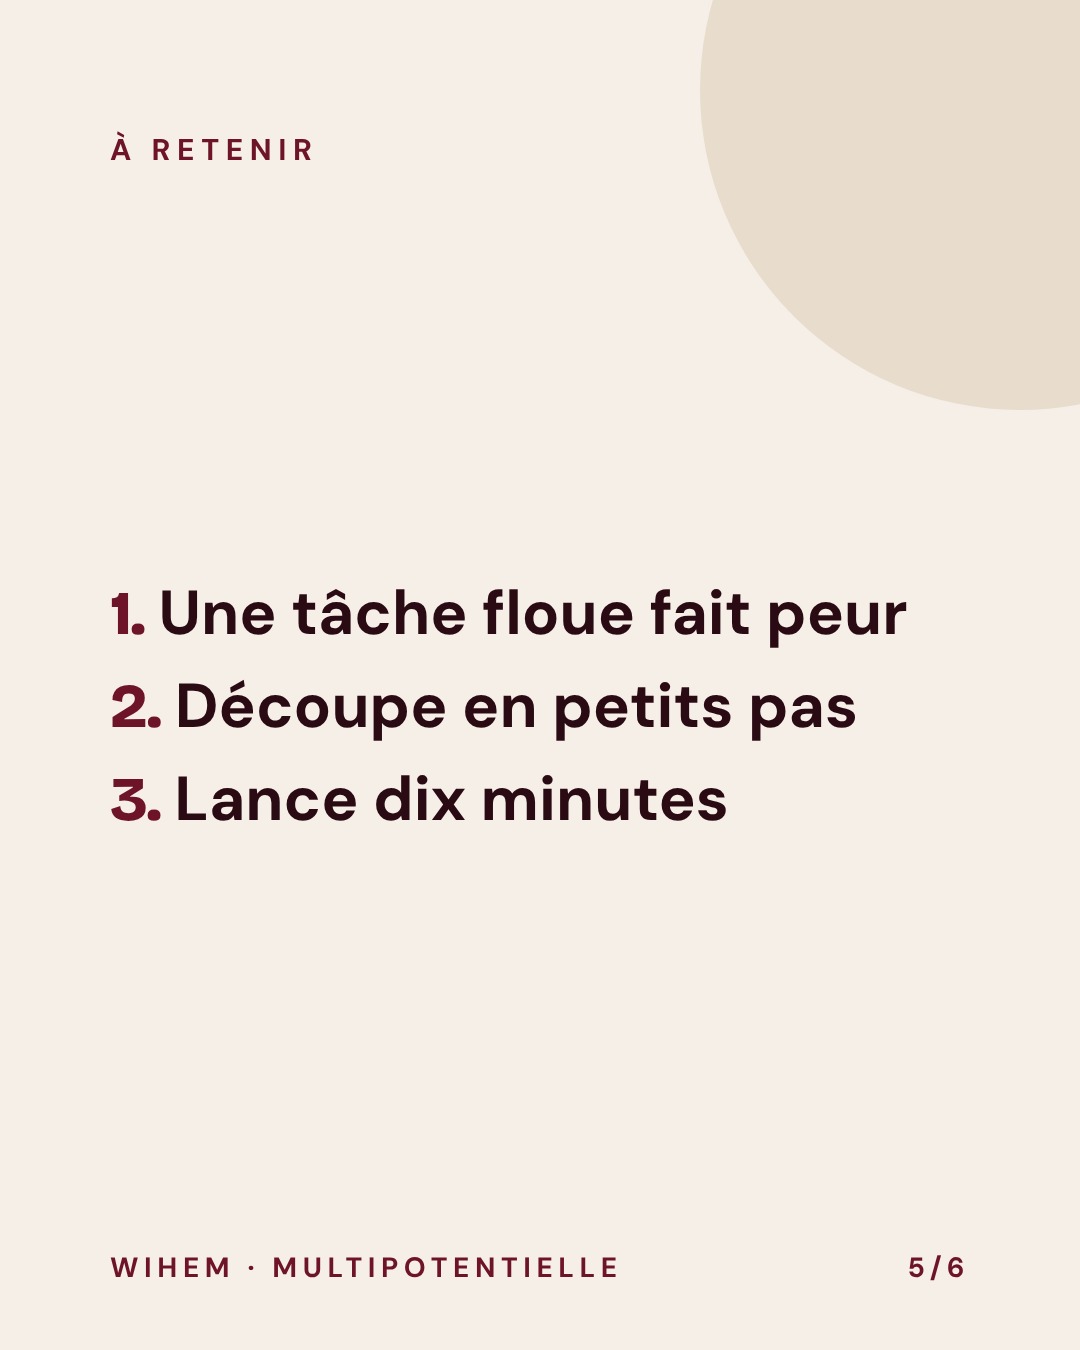 À RETENIR
1. Une tâche floue fait peur
2. Découpe en petits pas
3. Lance dix minutes
WIHEM · MULTIPOTENTIELLE
5/6